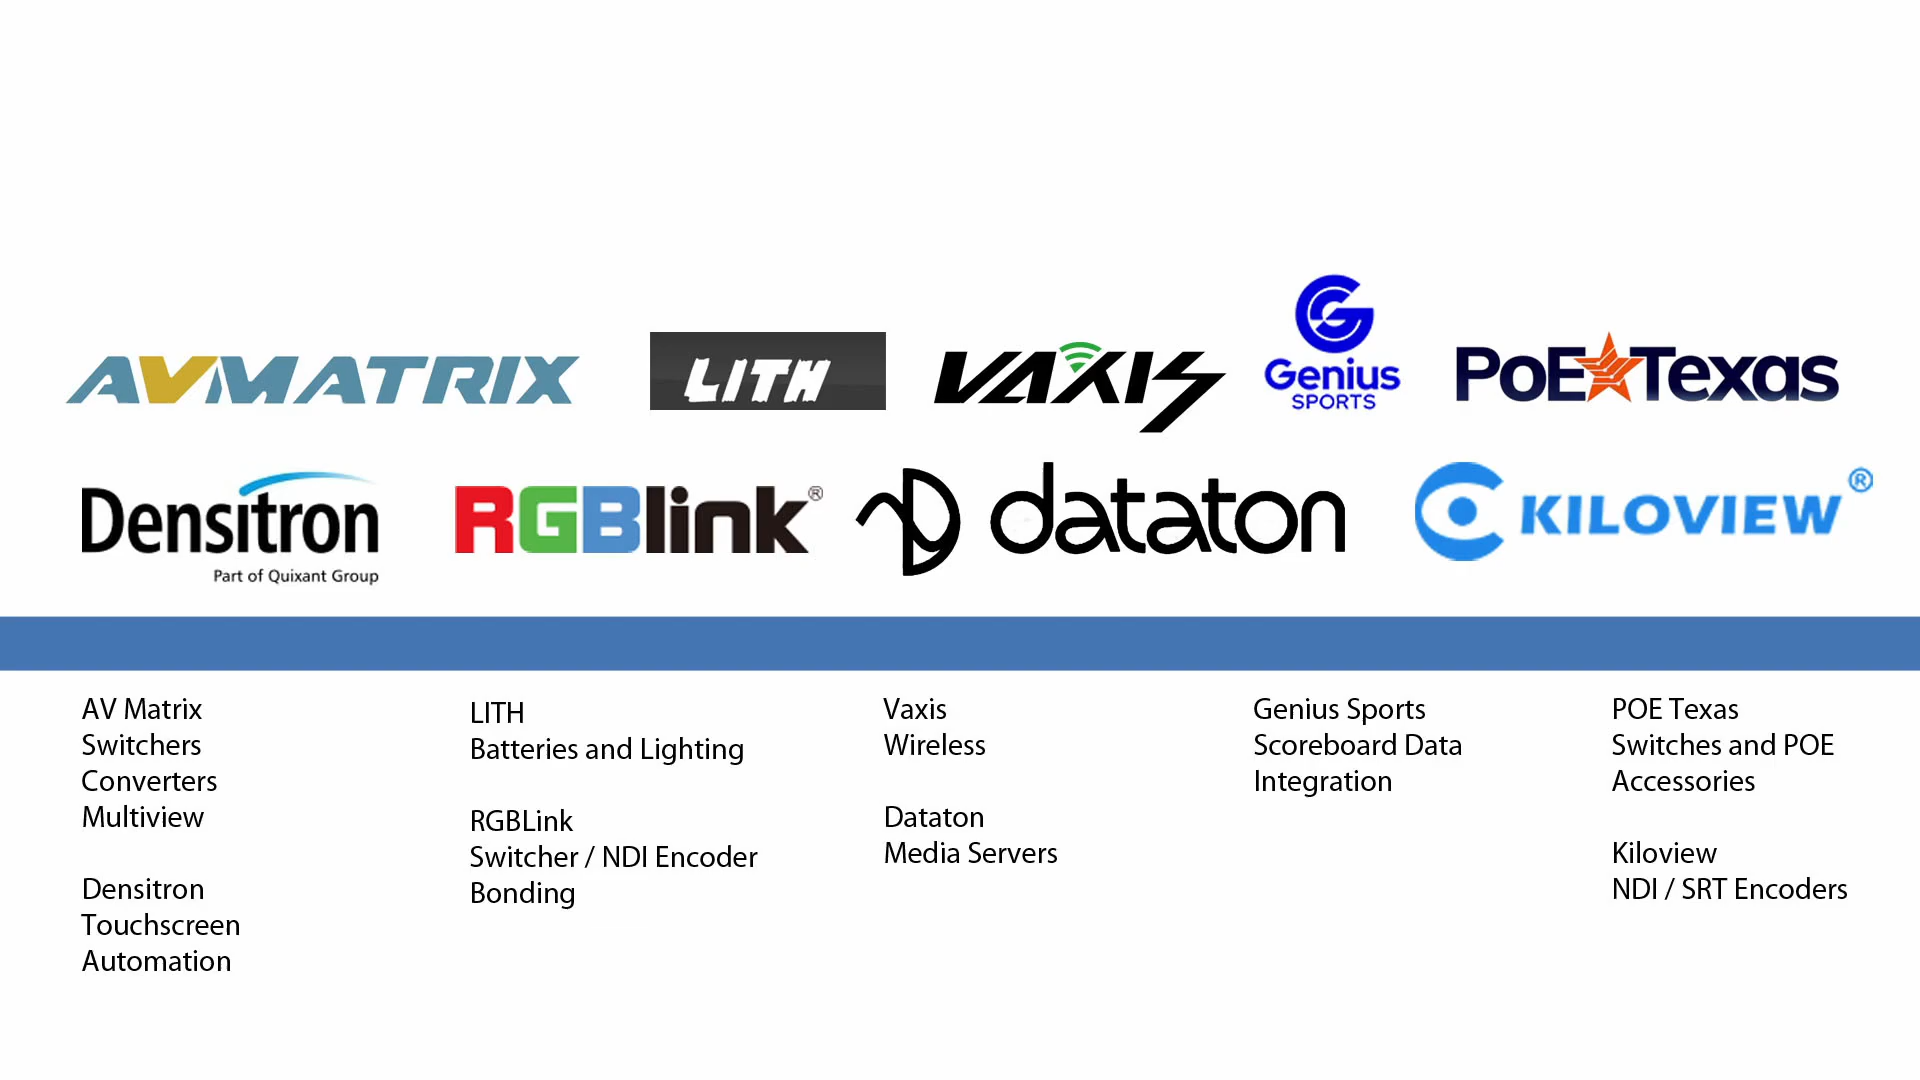 AVMATRIX
LITH
VAXIS
Genius
SPORTS
PoE Texas
Densitron
Part of Quixant Group
RGBlink®
dataton
KILOVIEW®
AV Matrix
Switchers
Converters
Multiview
Densitron
Touchscreen
Automation
LITH
Batteries and Lighting
RGBLink
Switcher / NDI Encoder
Bonding
Vaxis
Wireless
Dataton
Media Servers
Genius Sports
Scoreboard Data
Integration
POE Texas
Switches and POE
Accessories
Kiloview
NDI / SRT Encoders